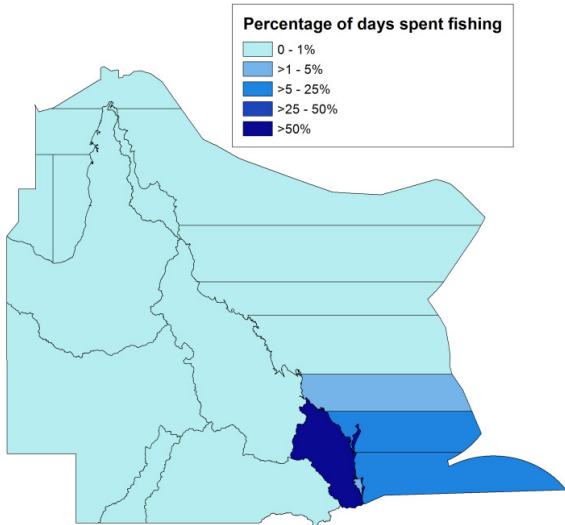 Percentage of days spent fishing
0 - 1%
>1 - 5%
>5 - 25%
>25 - 50%
>50%